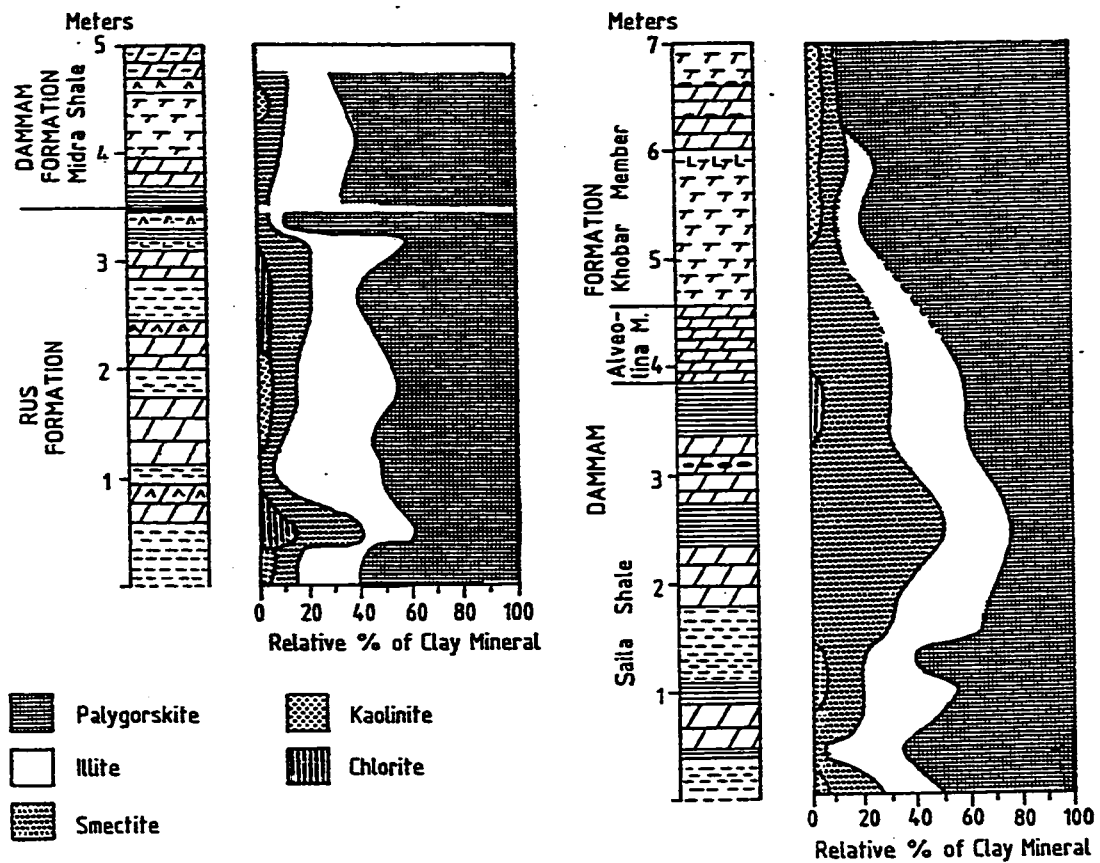 Meters
5
4
3
2
1
DAMMAM
FORMATION
Midra Shale
RUS
FORMATION
0 20 40 60 80 100
Relative % of Clay Mineral
Meters
7
6
5
4
3
2
1
FORMATION
Khobar Member
Alveo-
lina M.
DAMMAM
Saila Shale
0 20 40 60 80 100
Relative % of Clay Mineral
Palygorskite
Illite
Smectite
Kaolinite
Chlorite